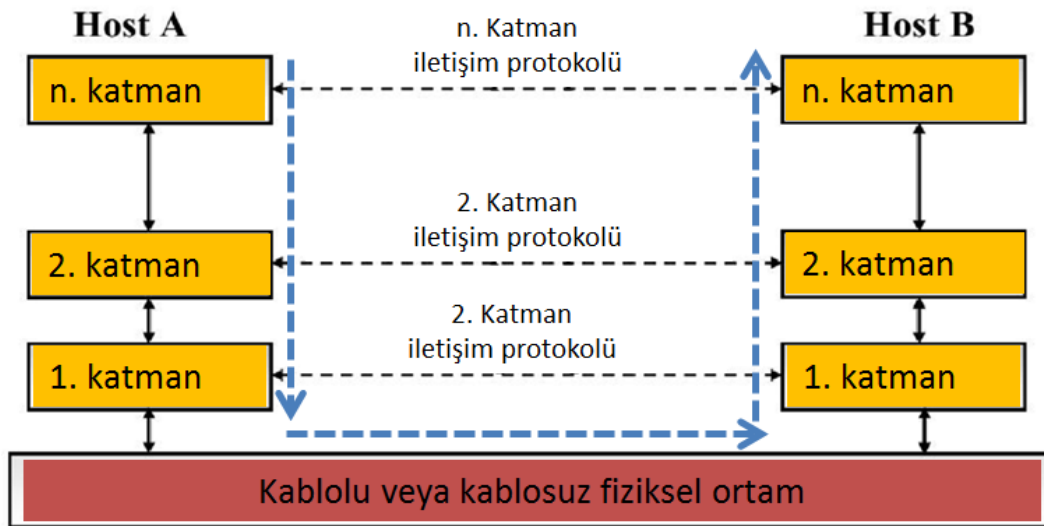 Host A
Host B
n. Katman
iletişim protokolü
n. katman
n. katman
2. Katman
iletişim protokolü
2. katman
2. katman
2. Katman
iletişim protokolü
1. katman
1. katman
Kablolu veya kablosuz fiziksel ortam